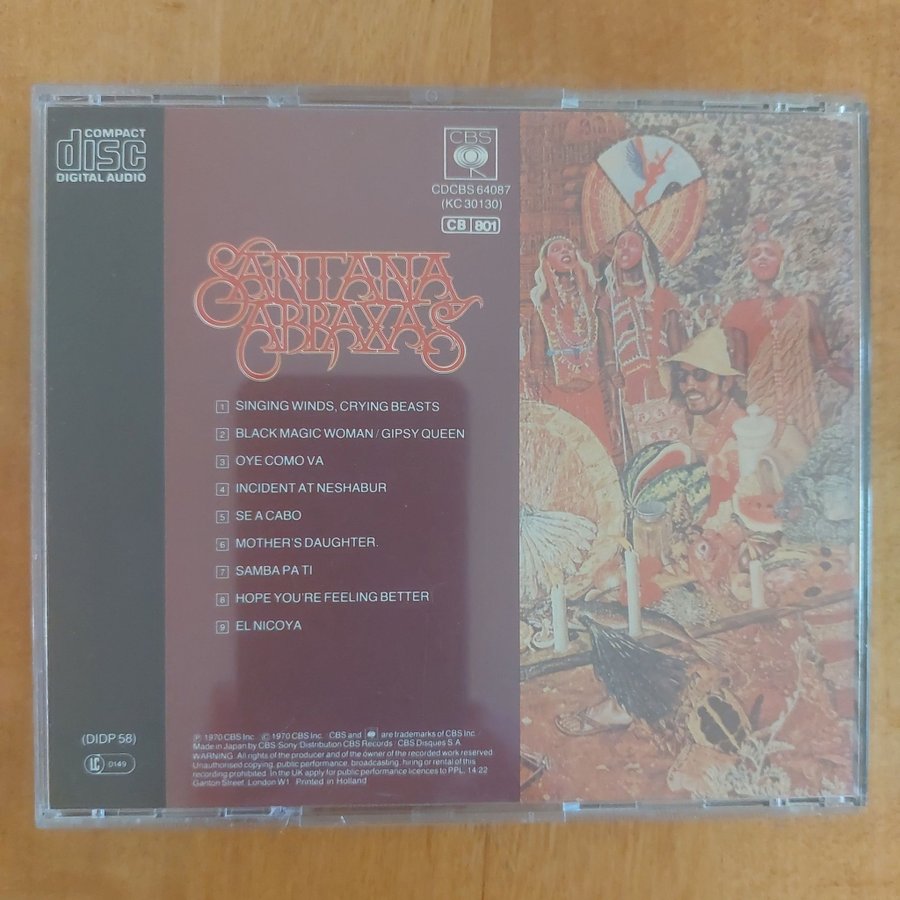 COMPACT
disc
DIGITAL AUDIO
CBS
CDCBS 64087
(KC 30130)
CB 801
SANTANA
ABRAXAS
1 SINGING WINDS, CRYING BEASTS
2 BLACK MAGIC WOMAN / GIPSY QUEEN
3 OYE COMO VA
4 INCIDENT AT NESHABUR
5 SE A CABO
6 MOTHER'S DAUGHTER.
7 SAMBA PA TI
8 HOPE YOU'RE FEELING BETTER
9 EL NICOYA
(DIDP 58)
LC 0149
℗ 1970 CBS Inc. © 1970 CBS Inc. CBS and are trademarks of CBS Inc.
Made in Japan by CBS/Sony Distribution CBS Records / CBS Disques S.A.
WARNING: All rights of the producer and of the owner of the recorded work reserved.
Unauthorised copying, public performance, broadcasting, hiring or rental of this
recording prohibited. In the UK apply for public performance licences to PPL, 14-22
Ganton Street, London W1. Printed in Holland